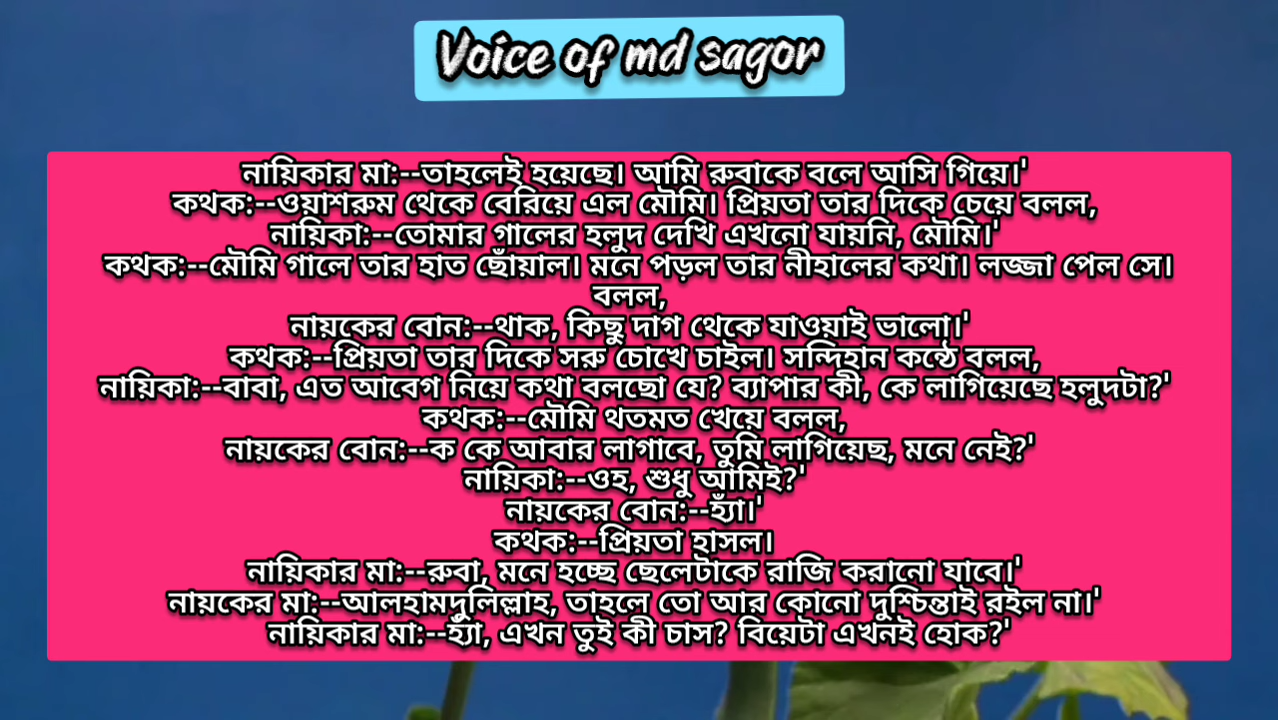 Voice of md sagor
নায়িকার মা:--তাহলেই হয়েছে। আমি রুবাকে বলে আসি গিয়ে।'
কথক:--ওয়াশরুম থেকে বেরিয়ে এল মৌমি। প্রিয়তা তার দিকে চেয়ে বলল,
নায়িকা:--তোমার গালের হলুদ দেখি এখনো যায়নি, মৌমি।'
কথক:--মৌমি গালে তার হাত ছোঁয়াল। মনে পড়ল তার নীহালের কথা। লজ্জা পেল সে।
বলল,
নায়কের বোন:--থাক, কিছু দাগ থেকে যাওয়াই ভালো।'
কথক:--প্রিয়তা তার দিকে সরু চোখে চাইল। সন্দিহান কন্ঠে বলল,
নায়িকা:--বাবা, এত আবেগ নিয়ে কথা বলছো যে? ব্যাপার কী, কে লাগিয়েছে হলুদটা?'
কথক:--মৌমি থতমত খেয়ে বলল,
নায়কের বোন:--ক কে আবার লাগাবে, তুমি লাগিয়েছ, মনে নেই?'
নায়িকা:--ওহ, শুধু আমিই?'
নায়কের বোন:--হ্যাঁ।'
কথক:--প্রিয়তা হাসল।
নায়িকার মা:--রুবা, মনে হচ্ছে ছেলেটাকে রাজি করানো যাবে।'
নায়কের মা:--আলহামদুলিল্লাহ, তাহলে তো আর কোনো দুশ্চিন্তাই রইল না।'
নায়িকার মা:--হ্যাঁ, এখন তুই কী চাস? বিয়েটা এখনই হোক?'